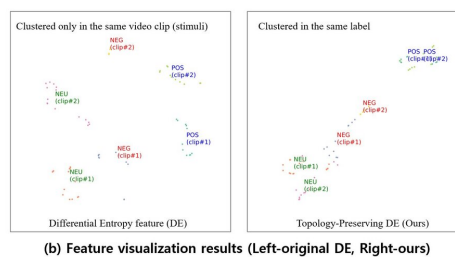 Clustered only in the same video clip (stimuli)
NEG
(clip#2)
POS
(clip#2)
NEU
(clip#2)
POS
(clip#1)
NEG
(clip#1)
NEU
(clip#1)
Differential Entropy feature (DE)
Clustered in the same label
POS POS
(clip#2)
NEG
(clip#2)
NEG
(clip#1)
NEU
(clip#1)
NEU
(clip#2)
Topology-Preserving DE (Ours)
(b) Feature visualization results (Left-original DE, Right-ours)